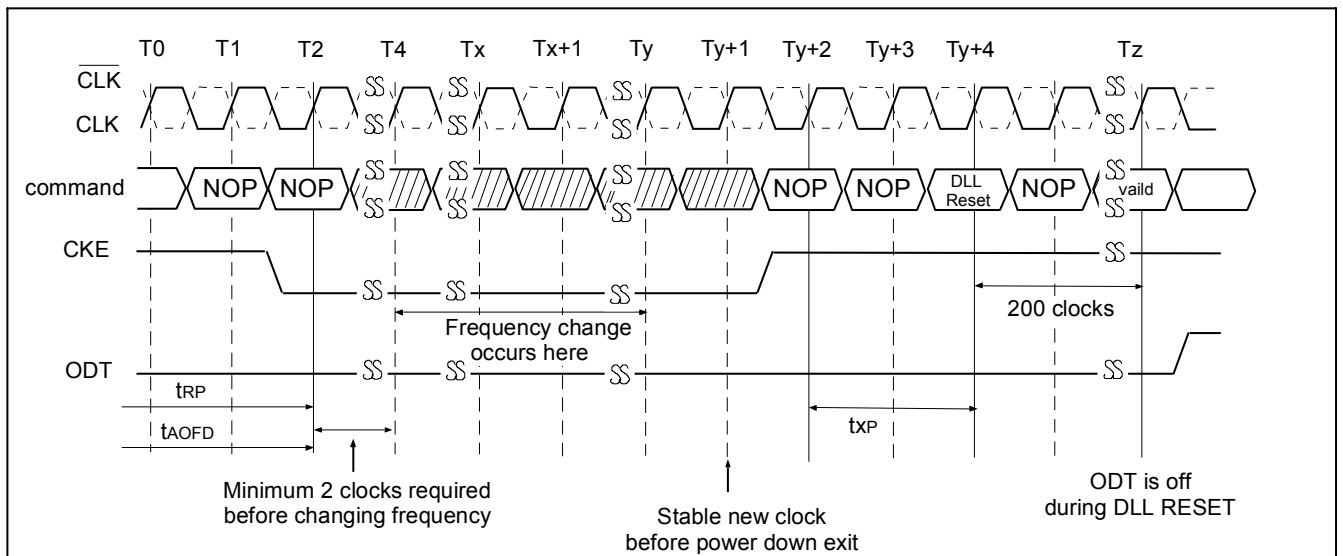 T0 T1 T2 T4 Tx Tx+1 Ty Ty+1 Ty+2 Ty+3 Ty+4 Tz
CLK
CLK
command NOP NOP NOP NOP DLL Reset NOP vaild
CKE
200 clocks
Frequency change
occurs here
ODT
tRP
tXP
tAOFD
Minimum 2 clocks required
before changing frequency
Stable new clock
before power down exit
ODT is off
during DLL RESET